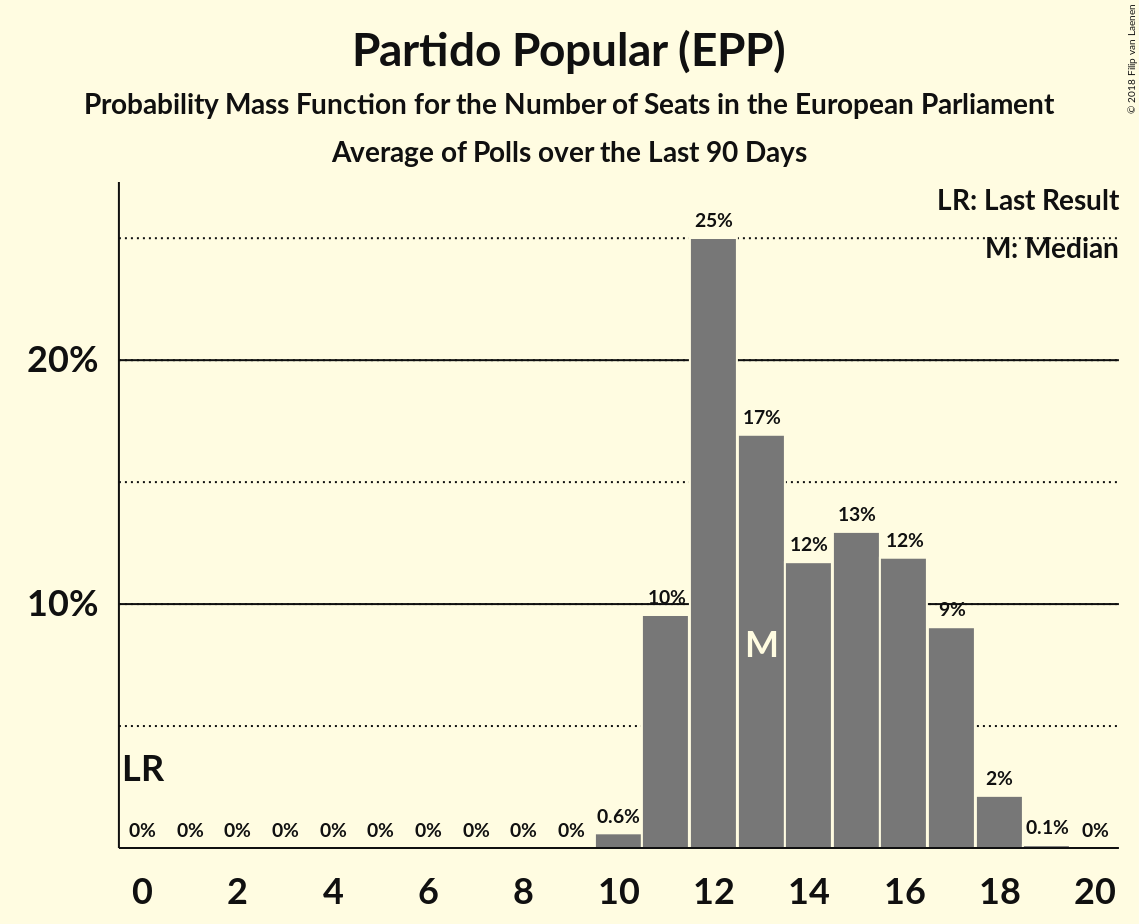 Partido Popular (EPP)
Probability Mass Function for the Number of Seats in the European Parliament
Average of Polls over the Last 90 Days
© 2018 Filip van Laenen
LR: Last Result
M: Median
25%
20%
17%
13%
12%
12%
10%
10%
9%
M
LR
2%
0%
0%
0%
0%
0%
0%
0%
0%
0%
0%
0.6%
0.1%
0%
0 2 4 6 8 10 12 14 16 18 20